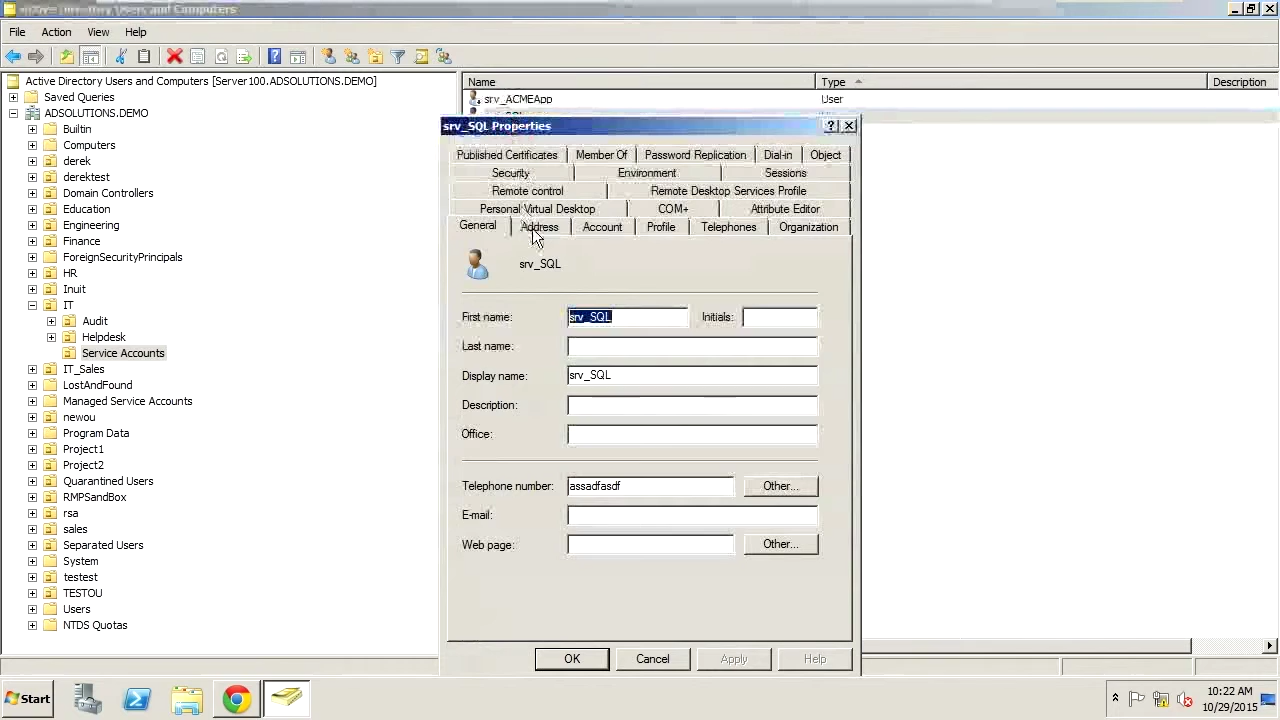 Active Directory Users and Computers
File Action View Help
Active Directory Users and Computers [Server100.ADSOLUTIONS.DEMO]
Saved Queries
ADSOLUTIONS.DEMO
Builtin
Computers
derek
derektest
Domain Controllers
Education
Engineering
Finance
ForeignSecurityPrincipals
HR
Inuit
IT
Audit
Helpdesk
Service Accounts
IT_Sales
LostAndFound
Managed Service Accounts
newou
Program Data
Project1
Project2
Quarantined Users
RMPSandBox
rsa
sales
Separated Users
System
testest
TESTOU
Users
NTDS Quotas
Name Type Description
srv_ACMEApp User
srv_SQL Properties
Published Certificates Member Of Password Replication Dial-in Object
Security Environment Sessions
Remote control Remote Desktop Services Profile
Personal Virtual Desktop COM+ Attribute Editor
General Address Account Profile Telephones Organization
srv_SQL
First name: srv_SQL Initials:
Last name:
Display name: srv_SQL
Description:
Office:
Telephone number: assadfasdf Other...
E-mail:
Web page: Other...
OK Cancel Apply Help
Start
10:22 AM
10/29/2015